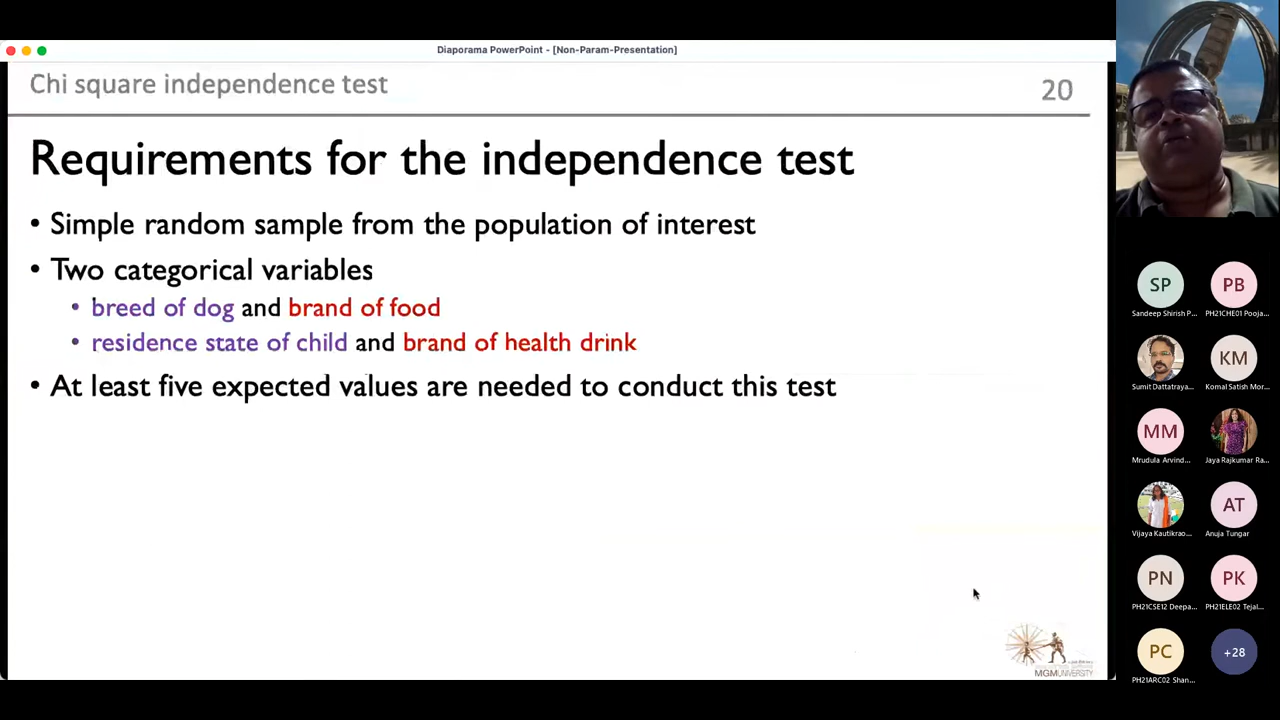 Diaporama PowerPoint - [Non-Param-Presentation]
Chi square independence test
20
Requirements for the independence test
• Simple random sample from the population of interest
• Two categorical variables
• breed of dog and brand of food
• residence state of child and brand of health drink
• At least five expected values are needed to conduct this test
MGMUNIVERSITY
SP
PB
Sandeep Shirish P...
PH21CHE01 Pooja...
KM
Sumit Dattatraya...
Komal Satish Mor...
MM
Mrudula Arvind...
Jaya Rajkumar Ra...
AT
Vijaya Kautikrao...
Anuja Tungar
PN
PK
PH21CSE12 Deepa...
PH21ELE02 Tejal...
PC
+28
PH21ARC02 Shan...